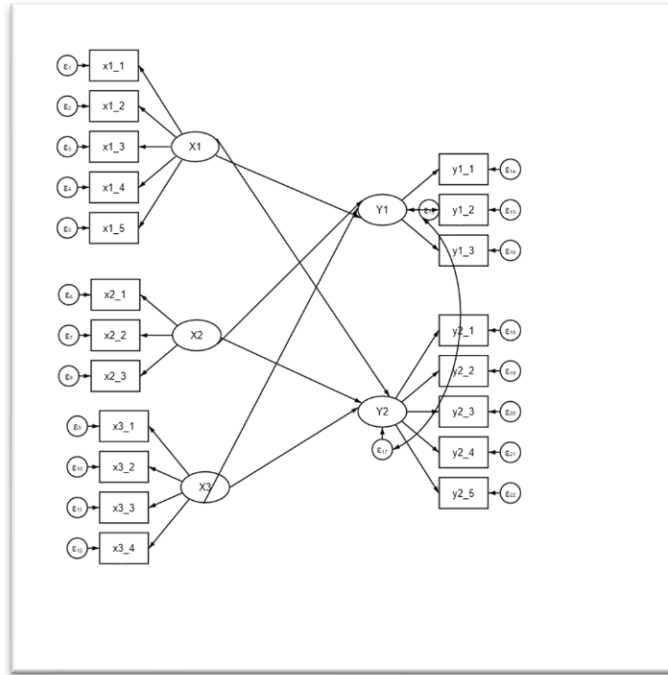 ε₁ x1_1
ε₂ x1_2
ε₃ x1_3
ε₄ x1_4
ε₅ x1_5
X1
y1_1 ε₁₄
Y1
y1_2 ε₁₅
y1_3 ε₁₆
ε₆ x2_1
ε₇ x2_2
ε₈ x2_3
X2
y2_1 ε₁₈
y2_2 ε₁₉
Y2
y2_3 ε₂₀
ε₁₇
y2_4 ε₂₁
y2_5 ε₂₂
ε₉ x3_1
ε₁₀ x3_2
ε₁₁ x3_3
ε₁₂ x3_4
X3